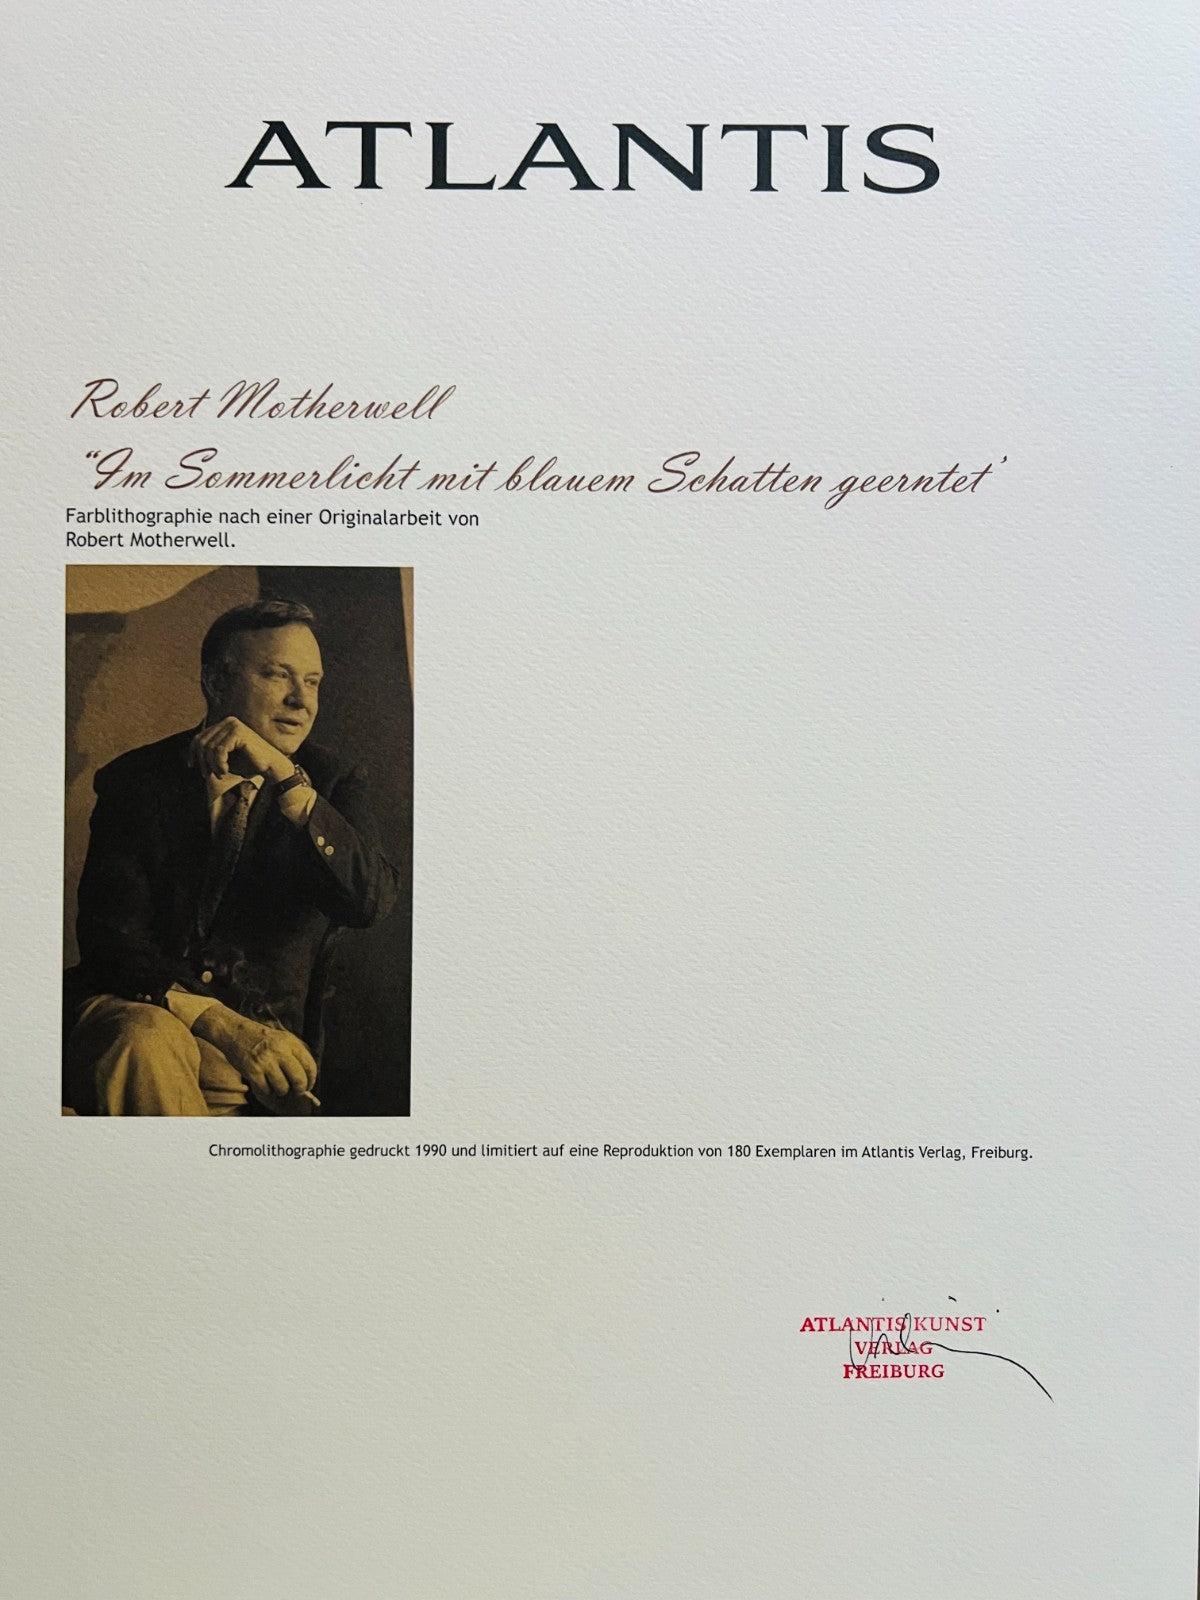 ATLANTIS
Robert Motherwell
“Im Sommerlicht mit blauem Schatten geerntet’
Farblithographie nach einer Originalarbeit von
Robert Motherwell.
Chromolithographie gedruckt 1990 und limitiert auf eine Reproduktion von 180 Exemplaren im Atlantis Verlag, Freiburg.
ATLANTIS KUNST
VERLAG
FREIBURG